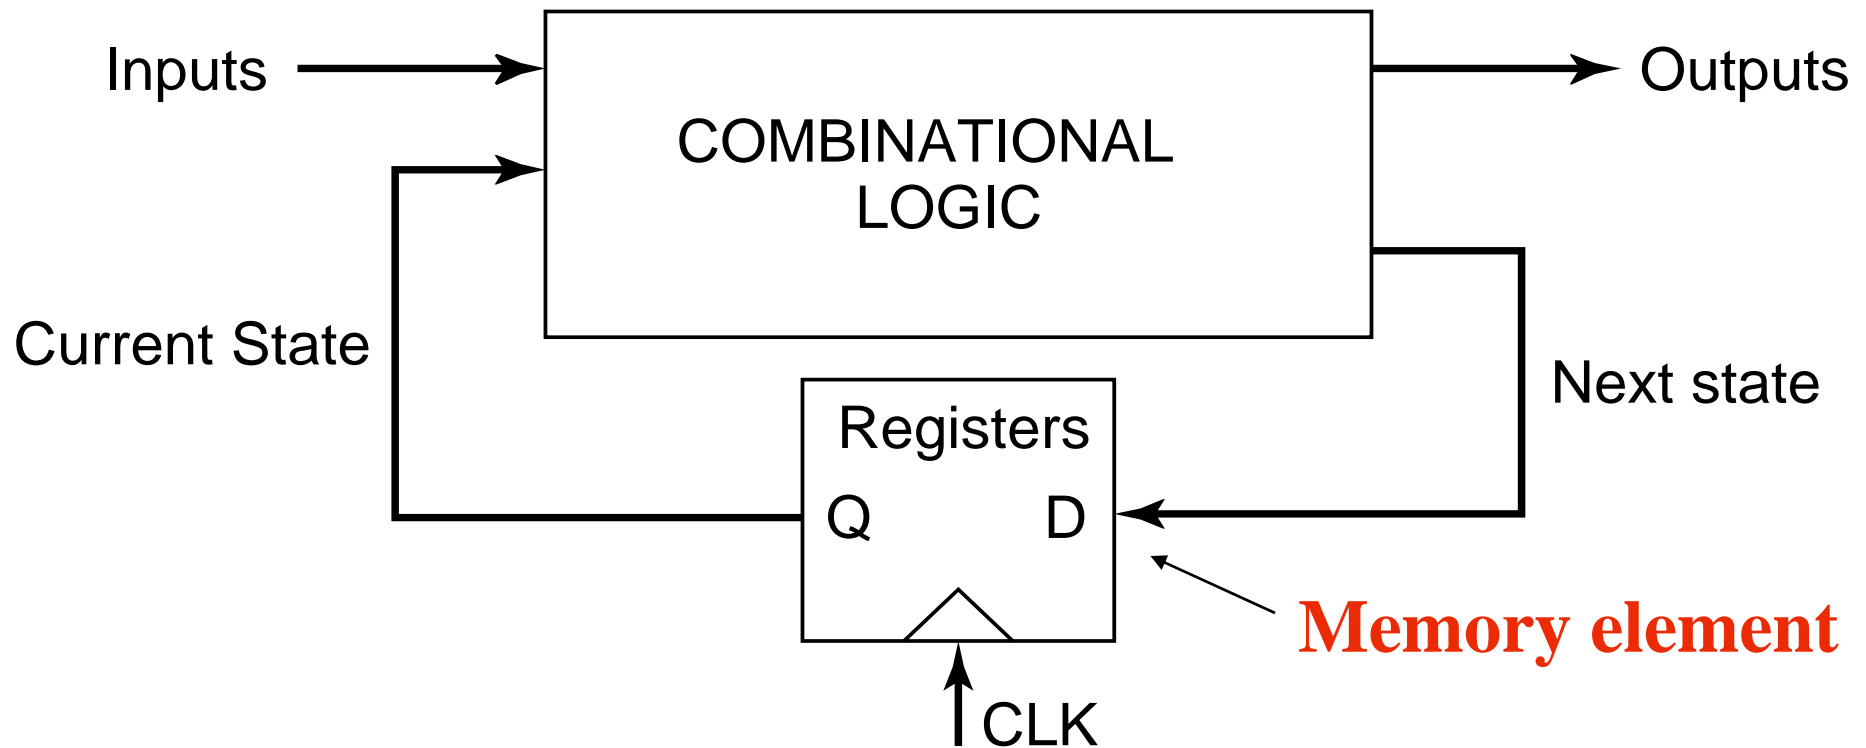 Inputs
Outputs
COMBINATIONAL
LOGIC
Current State
Next state
Registers
Q
D
Memory element
CLK